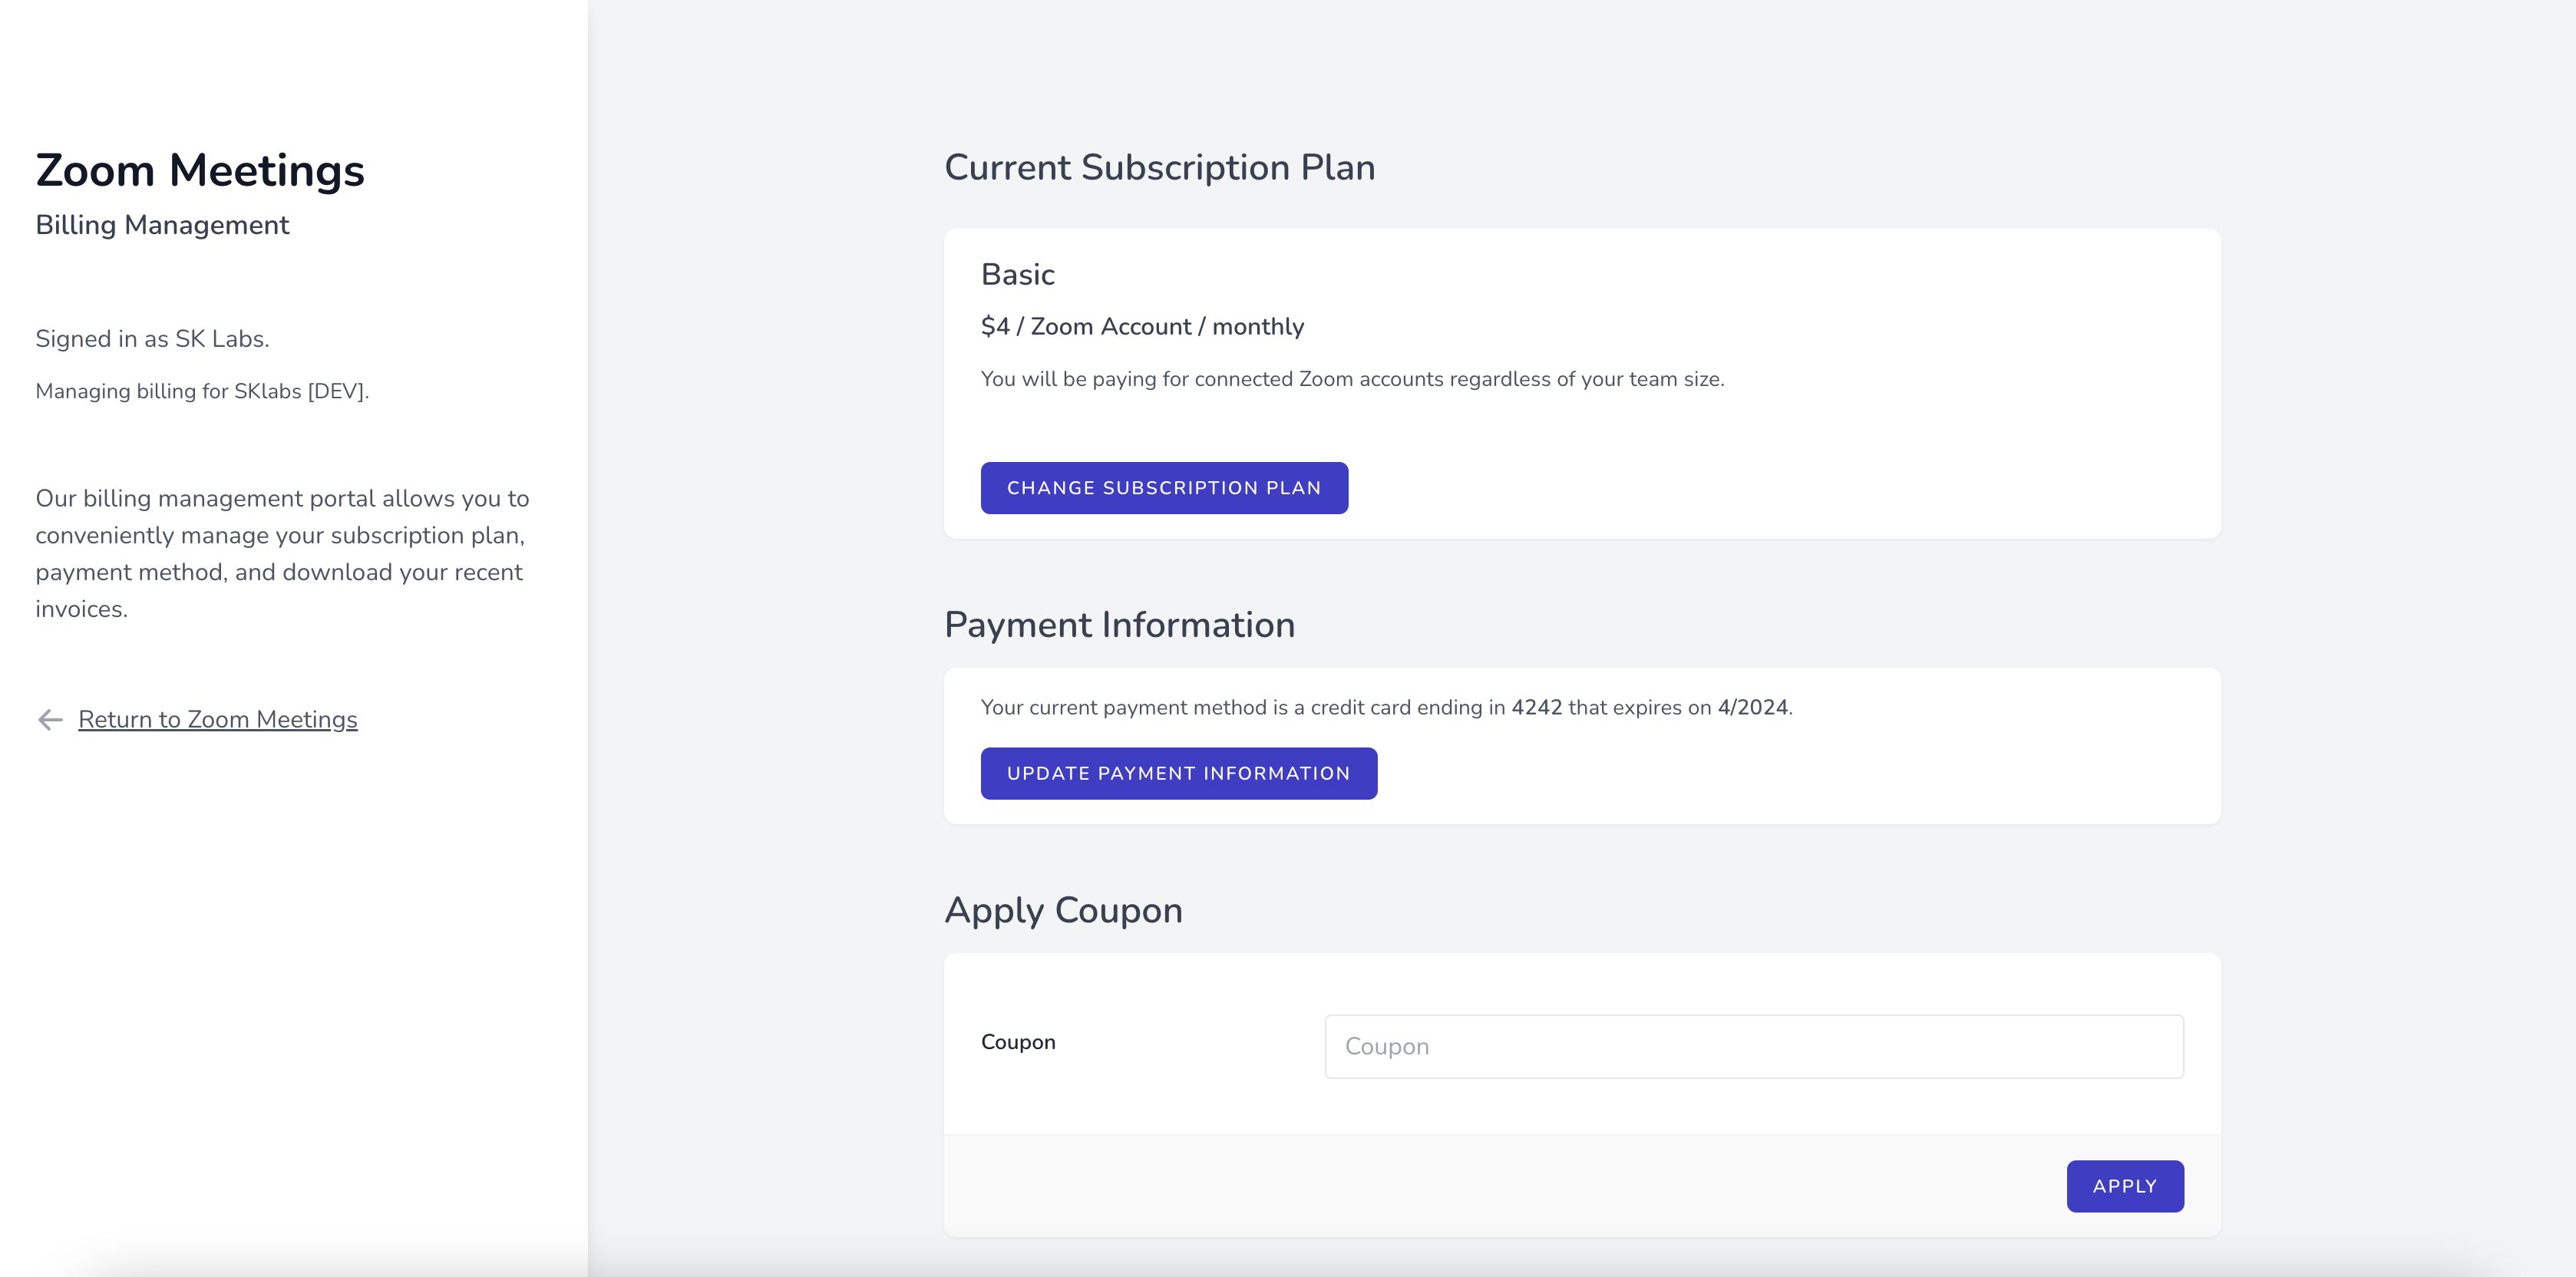 Zoom Meetings
Billing Management
Signed in as SK Labs.
Managing billing for SKlabs [DEV].
Our billing management portal allows you to
conveniently manage your subscription plan,
payment method, and download your recent
invoices.
Return to Zoom Meetings
Current Subscription Plan
Basic
$4 / Zoom Account / monthly
You will be paying for connected Zoom accounts regardless of your team size.
CHANGE SUBSCRIPTION PLAN
Payment Information
Your current payment method is a credit card ending in 4242 that expires on 4/2024.
UPDATE PAYMENT INFORMATION
Apply Coupon
Coupon
Coupon
APPLY